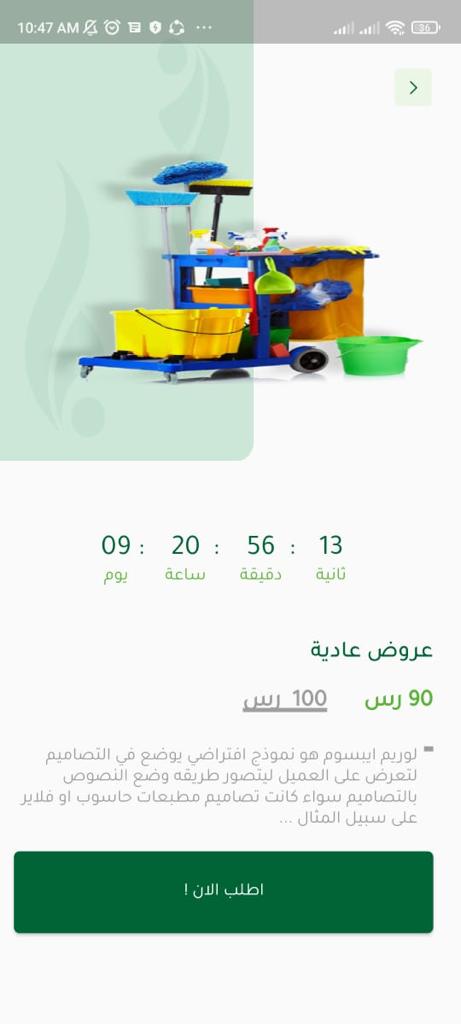 10:47 AM
36
13 : 56 : 20 : 09
ثانية دقيقة ساعة يوم
عروض عادية
90 رس 100 رس
لوريم ايبسوم هو نموذج افتراضي يوضع في التصاميم
لتعرض على العميل ليتصور طريقه وضع النصوص
بالتصاميم سواء كانت تصاميم مطبعات حاسوب او فلاير
على سبيل المثال ...
اطلب الان !